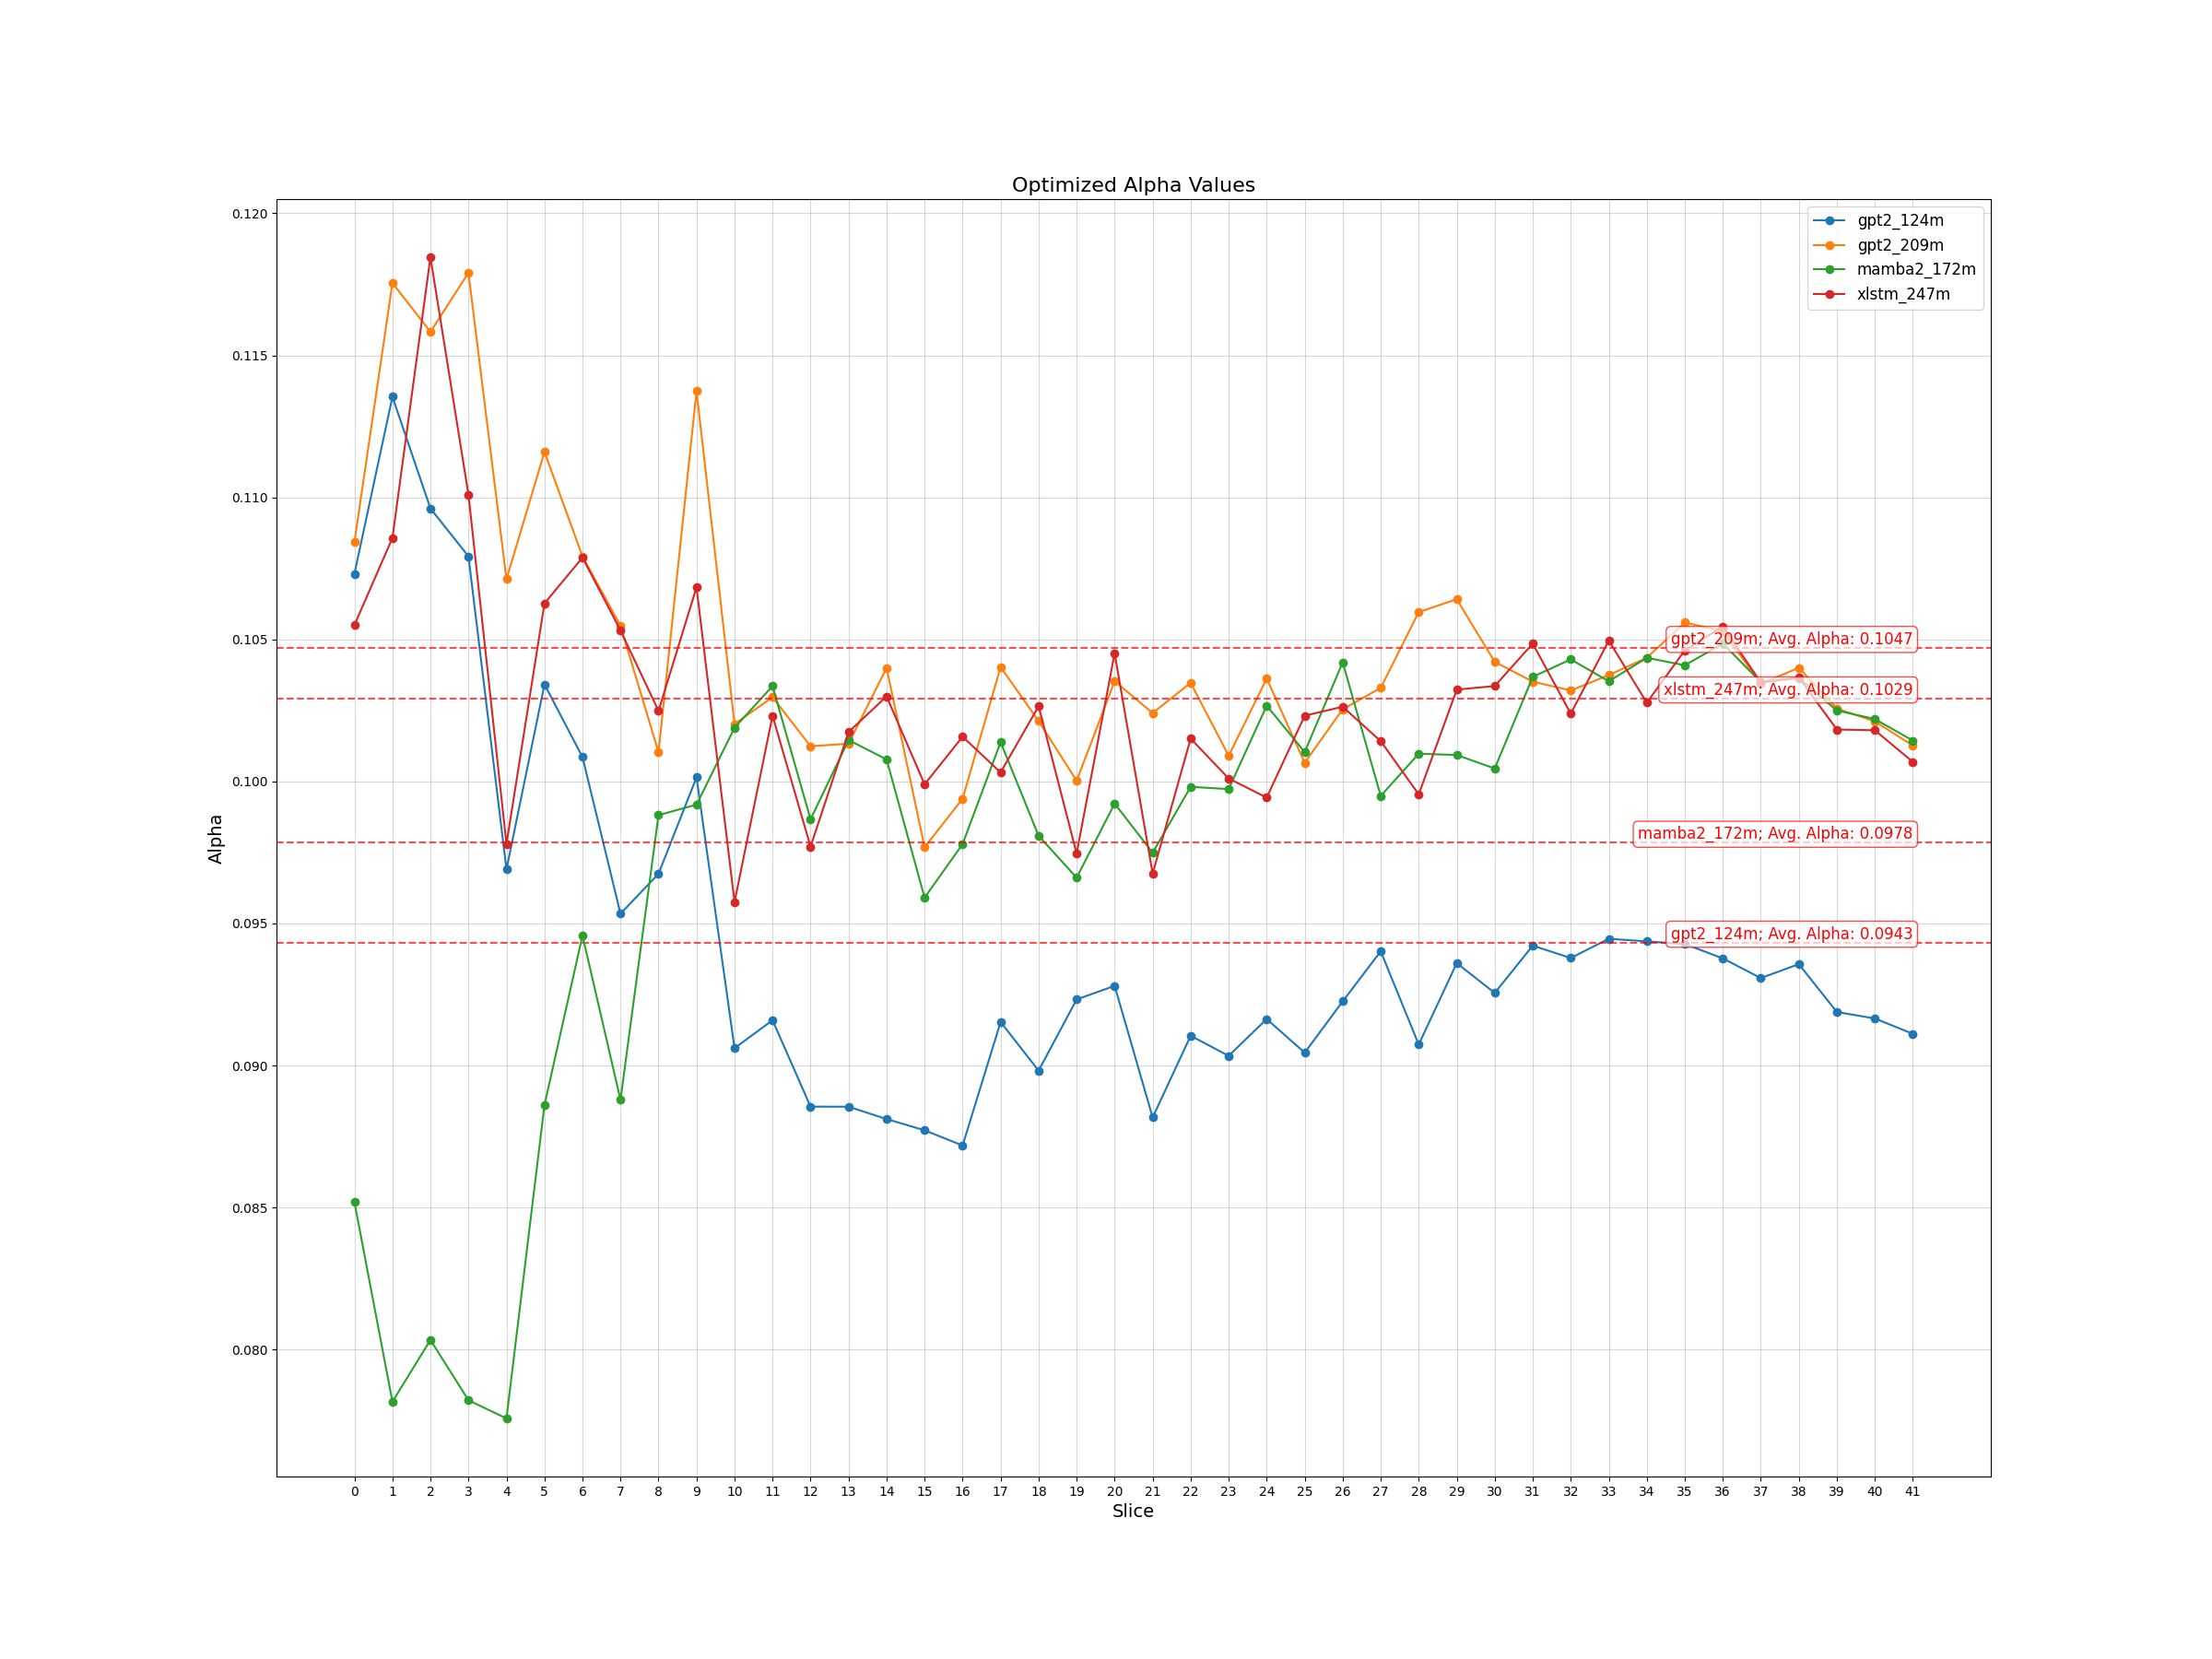 Optimized Alpha Values
gpt2_124m
gpt2_209m
mamba2_172m
xlstm_247m
0.120
0.115
0.110
0.105
0.100
0.095
0.090
0.085
0.080
Alpha
gpt2_209m; Avg. Alpha: 0.1047
xlstm_247m; Avg. Alpha: 0.1029
mamba2_172m; Avg. Alpha: 0.0978
gpt2_124m; Avg. Alpha: 0.0943
0 1 2 3 4 5 6 7 8 9 10 11 12 13 14 15 16 17 18 19 20 21 22 23 24 25 26 27 28 29 30 31 32 33 34 35 36 37 38 39 40 41
Slice